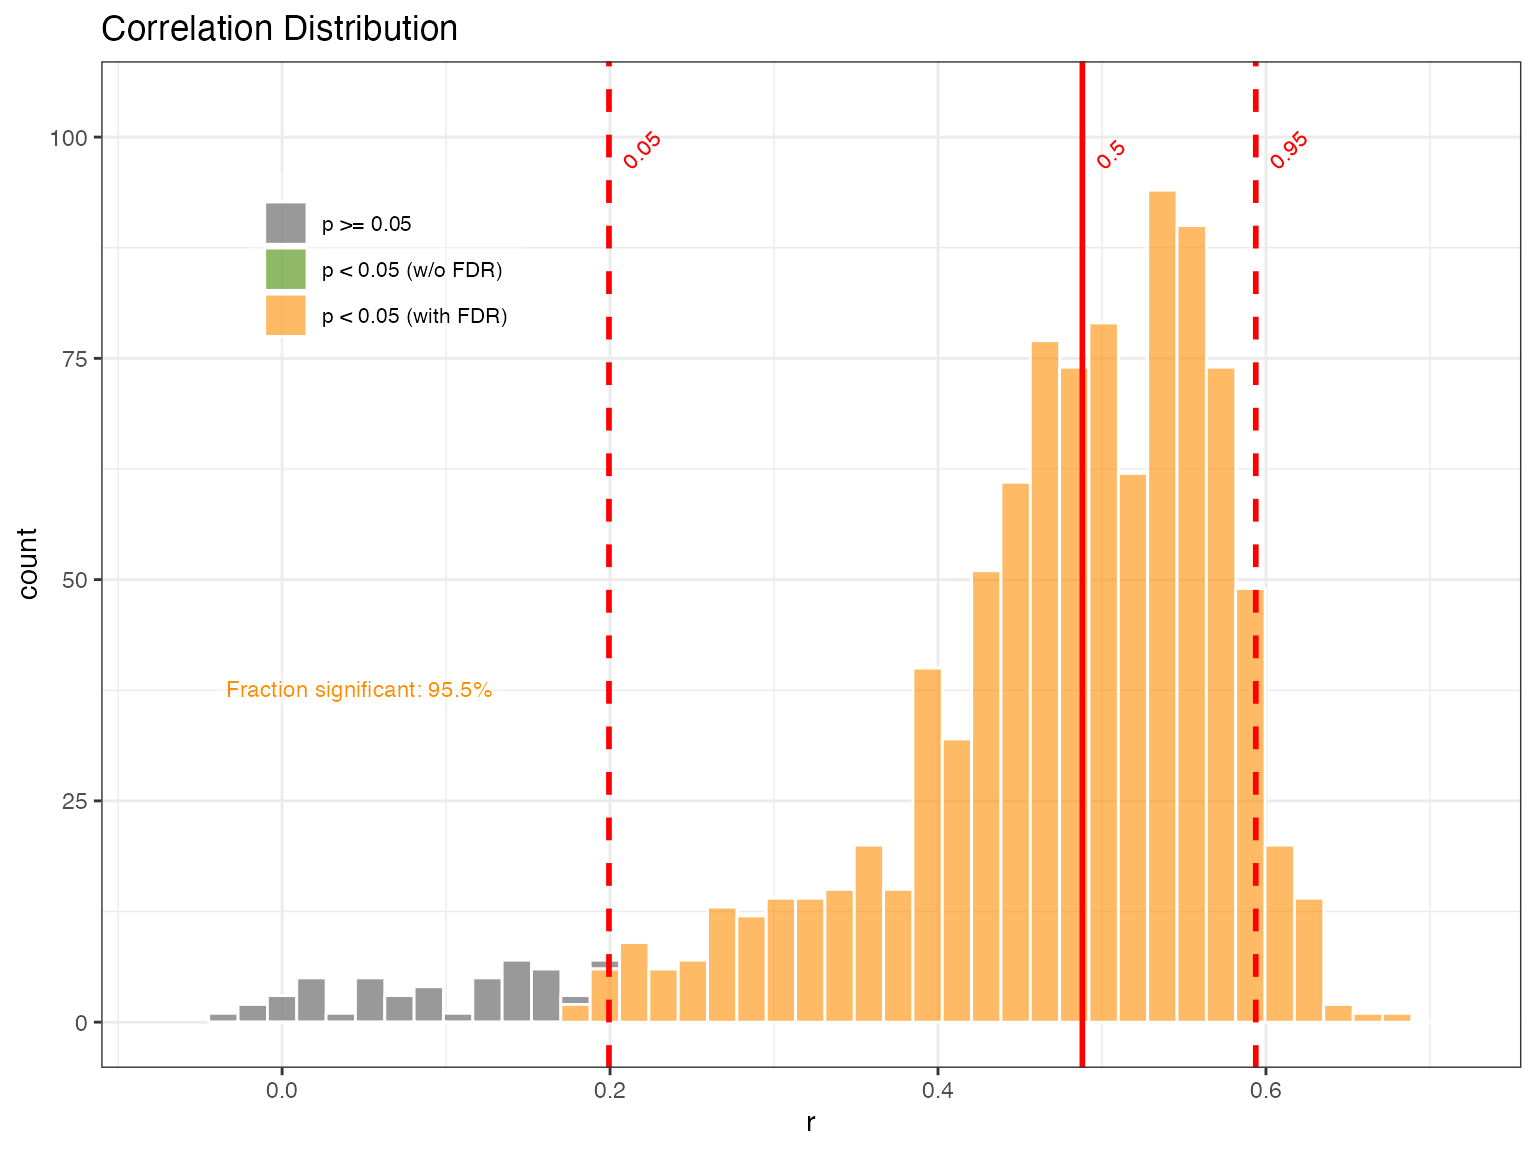 Correlation Distribution
100
75
50
25
0
count
0.05
0.5
0.95
p >= 0.05
p < 0.05 (w/o FDR)
p < 0.05 (with FDR)
Fraction significant: 95.5%
0.0
0.2
0.4
0.6
r